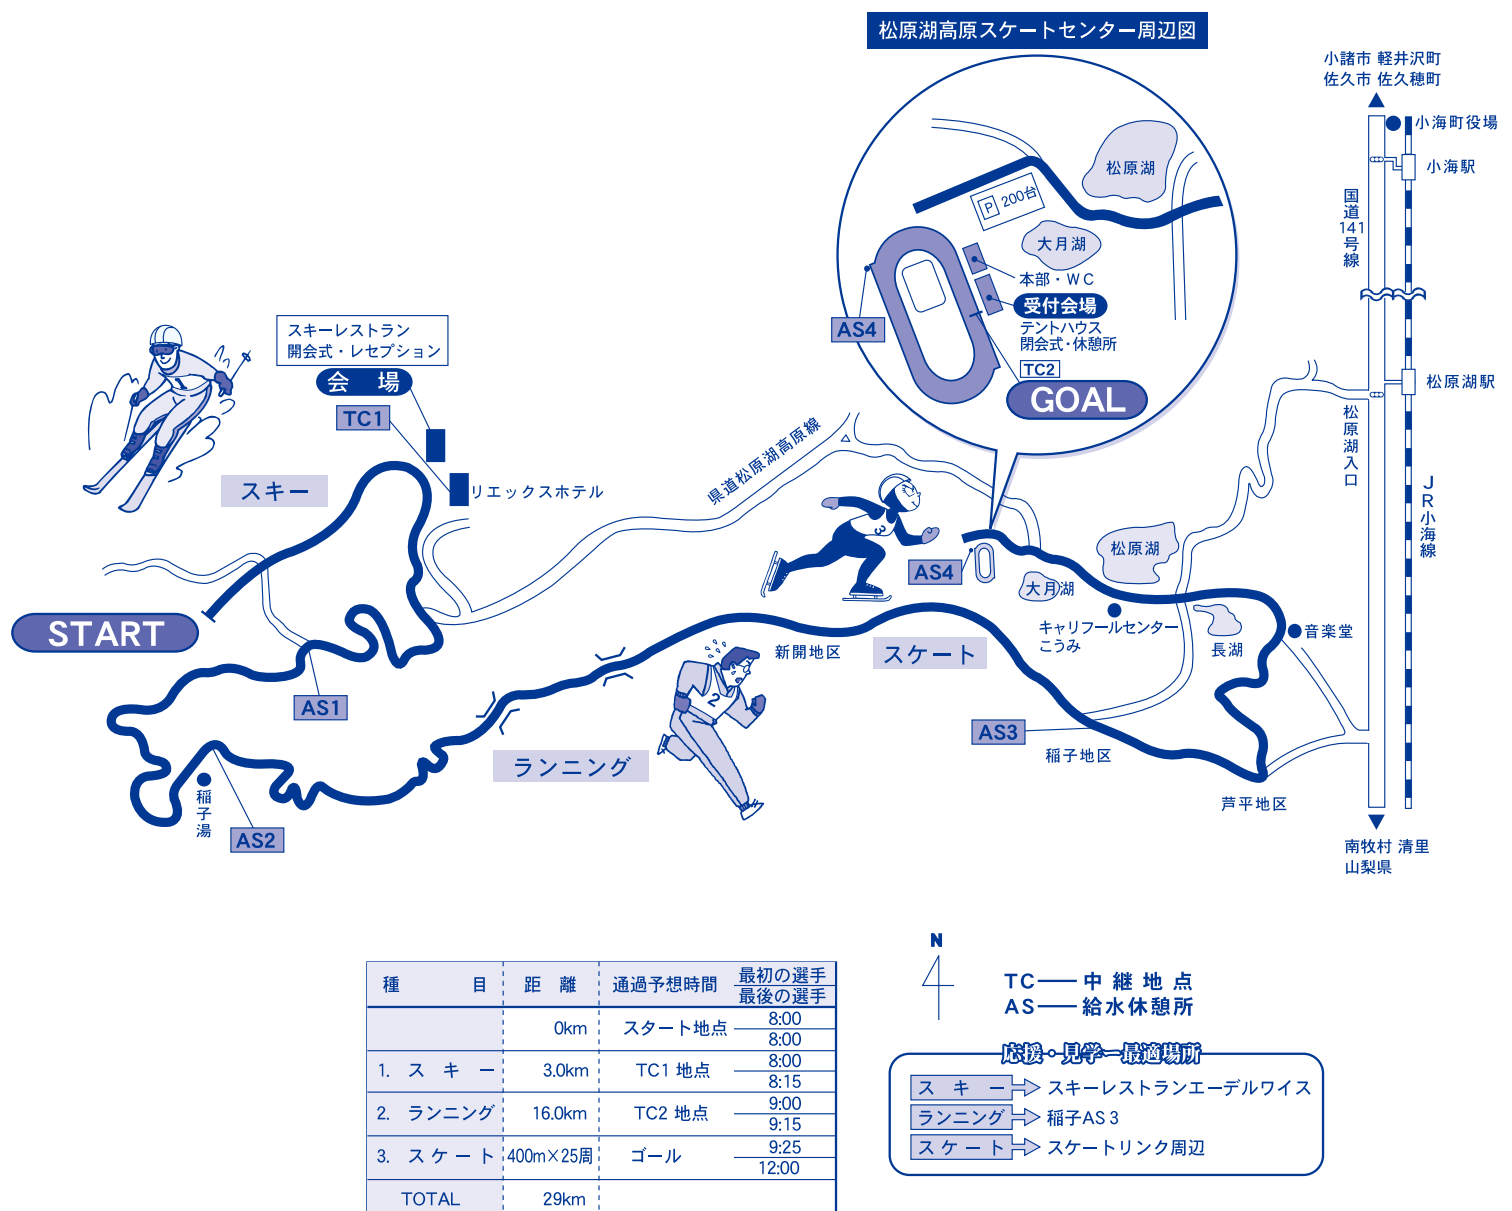 松原湖高原スケートセンター周辺図
小諸市 軽井沢町
佐久市 佐久穂町
小海町役場
小海駅
国道141号線
松原湖
P 200台
大月湖
本部・WC
受付会場
テントハウス
閉会式・休憩所
AS4
TC2
GOAL
スキーレストラン
開会式・レセプション
会 場
TC1
スキー
リエックスホテル
県道松原湖高原線
松原湖駅
松原湖入口
JR小海線
1
3
2
START
AS1
AS2
稲子湯
ランニング
新開地区
スケート
AS4
大月湖
松原湖
キャリフールセンター
こうみ
長湖
音楽堂
AS3
稲子地区
芦平地区
南牧村 清里
山梨県
種 目 距 離 通過予想時間 最初の選手
最後の選手
0km スタート地点 8:00
8:00
1. スキー 3.0km TC1 地点 8:00
8:15
2. ランニング 16.0km TC2 地点 9:00
9:15
3. スケート 400m×25周 ゴール 9:25
12:00
TOTAL 29km
N
TC──中継地点
AS──給水休憩所
応援・見学ー最適場所
スキー スキーレストランエーデルワイス
ランニング 稲子AS3
スケート スケートリンク周辺